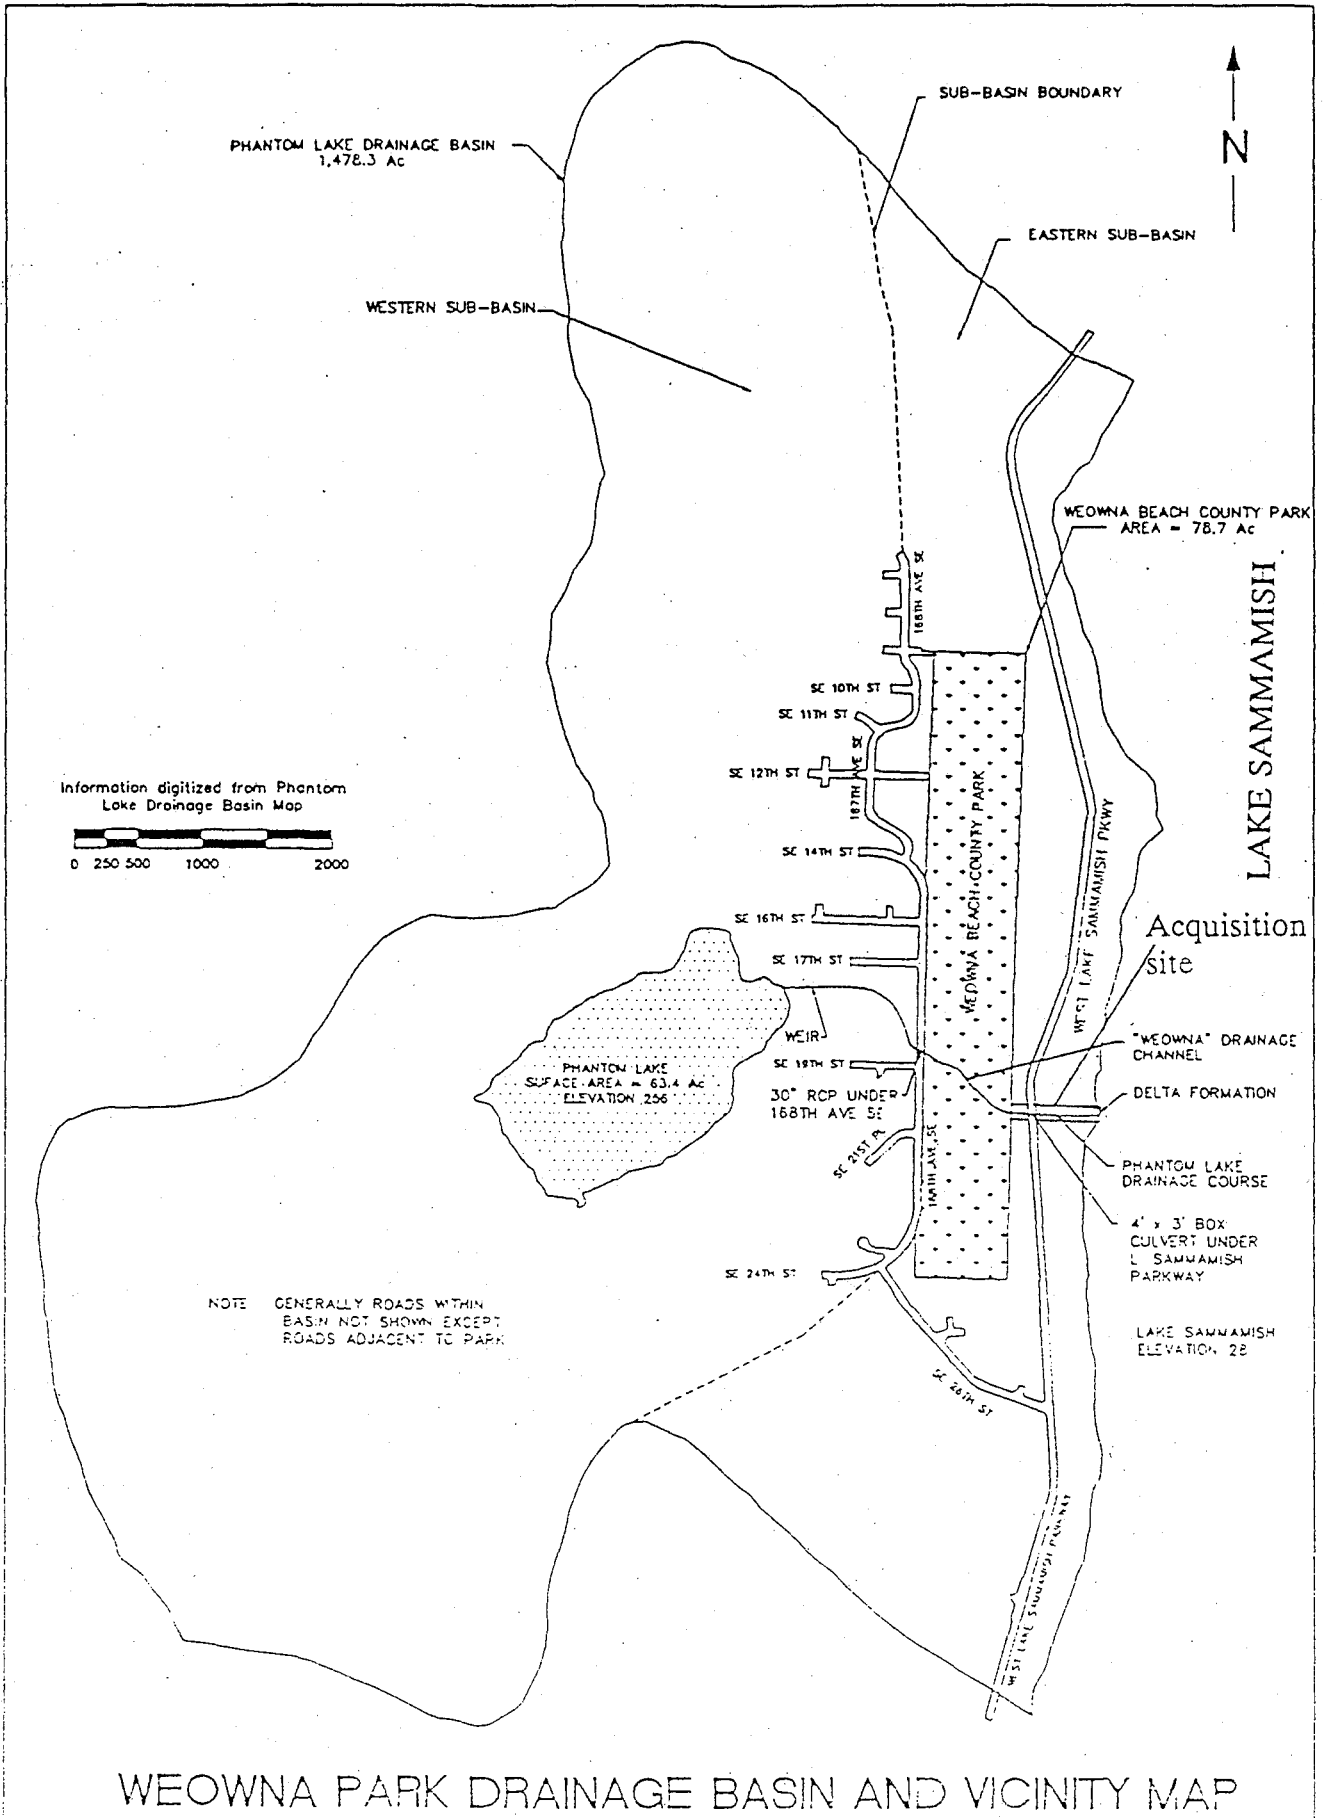 SUB-BASIN BOUNDARY
N
PHANTOM LAKE DRAINAGE BASIN
1,478.3 Ac
EASTERN SUB-BASIN
WESTERN SUB-BASIN
WEOWNA BEACH COUNTY PARK
AREA = 78.7 Ac
168TH AVE SE
LAKE SAMMAMISH
SE 10TH ST
SE 11TH ST
167TH AVE SE
SE 12TH ST
Information digitized from Phantom
Lake Drainage Basin Map
0 250 500 1000 2000
SE 14TH ST
WEOWNA BEACH COUNTY PARK
WEST LAKE SAMMAMISH PKWY
SE 16TH ST
Acquisition
site
SE 17TH ST
WEIR
"WEOWNA" DRAINAGE
CHANNEL
SE 19TH ST
PHANTOM LAKE
SUFACE AREA = 63.4 Ac
ELEVATION 256
30" RCP UNDER
168TH AVE SE
DELTA FORMATION
SE 21ST PL
168TH AVE SE
PHANTOM LAKE
DRAINAGE COURSE
4' x 3' BOX
CULVERT UNDER
L SAMMAMISH
PARKWAY
SE 24TH ST
NOTE GENERALLY ROADS WITHIN
BASIN NOT SHOWN EXCEPT
ROADS ADJACENT TO PARK
LAKE SAMMAMISH
ELEVATION 28
SE 26TH ST
WEST LAKE SAMMAMISH PARKWAY
WEOWNA PARK DRAINAGE BASIN AND VICINITY MAP